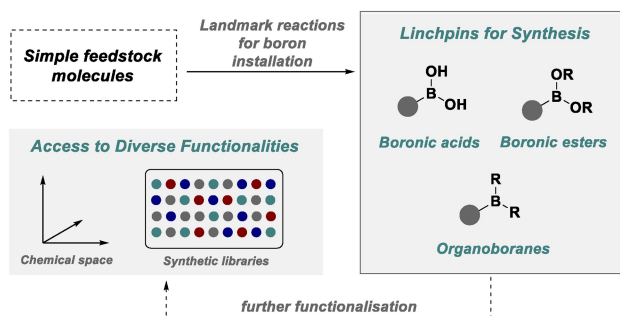 Simple feedstock
molecules
Landmark reactions
for boron
installation
Linchpins for Synthesis
OH
B
OH
Boronic acids
OR
B
OR
Boronic esters
R
B
R
Organoboranes
Access to Diverse Functionalities
Chemical space
Synthetic libraries
further functionalisation